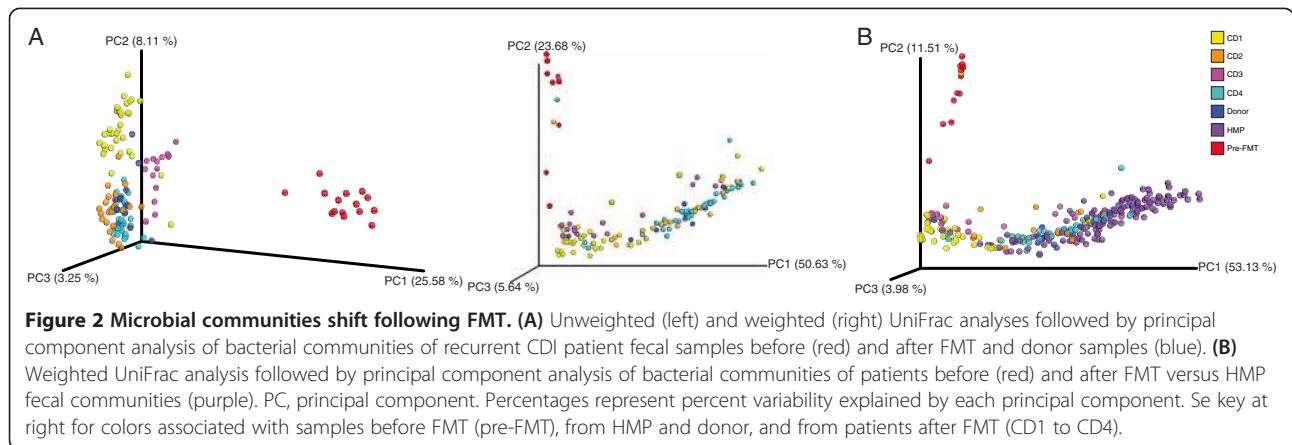 A
PC2 (8.11 %)
PC3 (3.25 %)
PC1 (25.58 %)
PC2 (23.68 %)
PC3 (5.64 %)
PC1 (50.63 %)
B
PC2 (11.51 %)
PC3 (3.98 %)
PC1 (53.13 %)
CD1
CD2
CD3
CD4
Donor
HMP
Pre-FMT
Figure 2 Microbial communities shift following FMT. (A) Unweighted (left) and weighted (right) UniFrac analyses followed by principal
component analysis of bacterial communities of recurrent CDI patient fecal samples before (red) and after FMT and donor samples (blue). (B)
Weighted UniFrac analysis followed by principal component analysis of bacterial communities of patients before (red) and after FMT versus HMP
fecal communities (purple). PC, principal component. Percentages represent percent variability explained by each principal component. Se key at
right for colors associated with samples before FMT (pre-FMT), from HMP and donor, and from patients after FMT (CD1 to CD4).